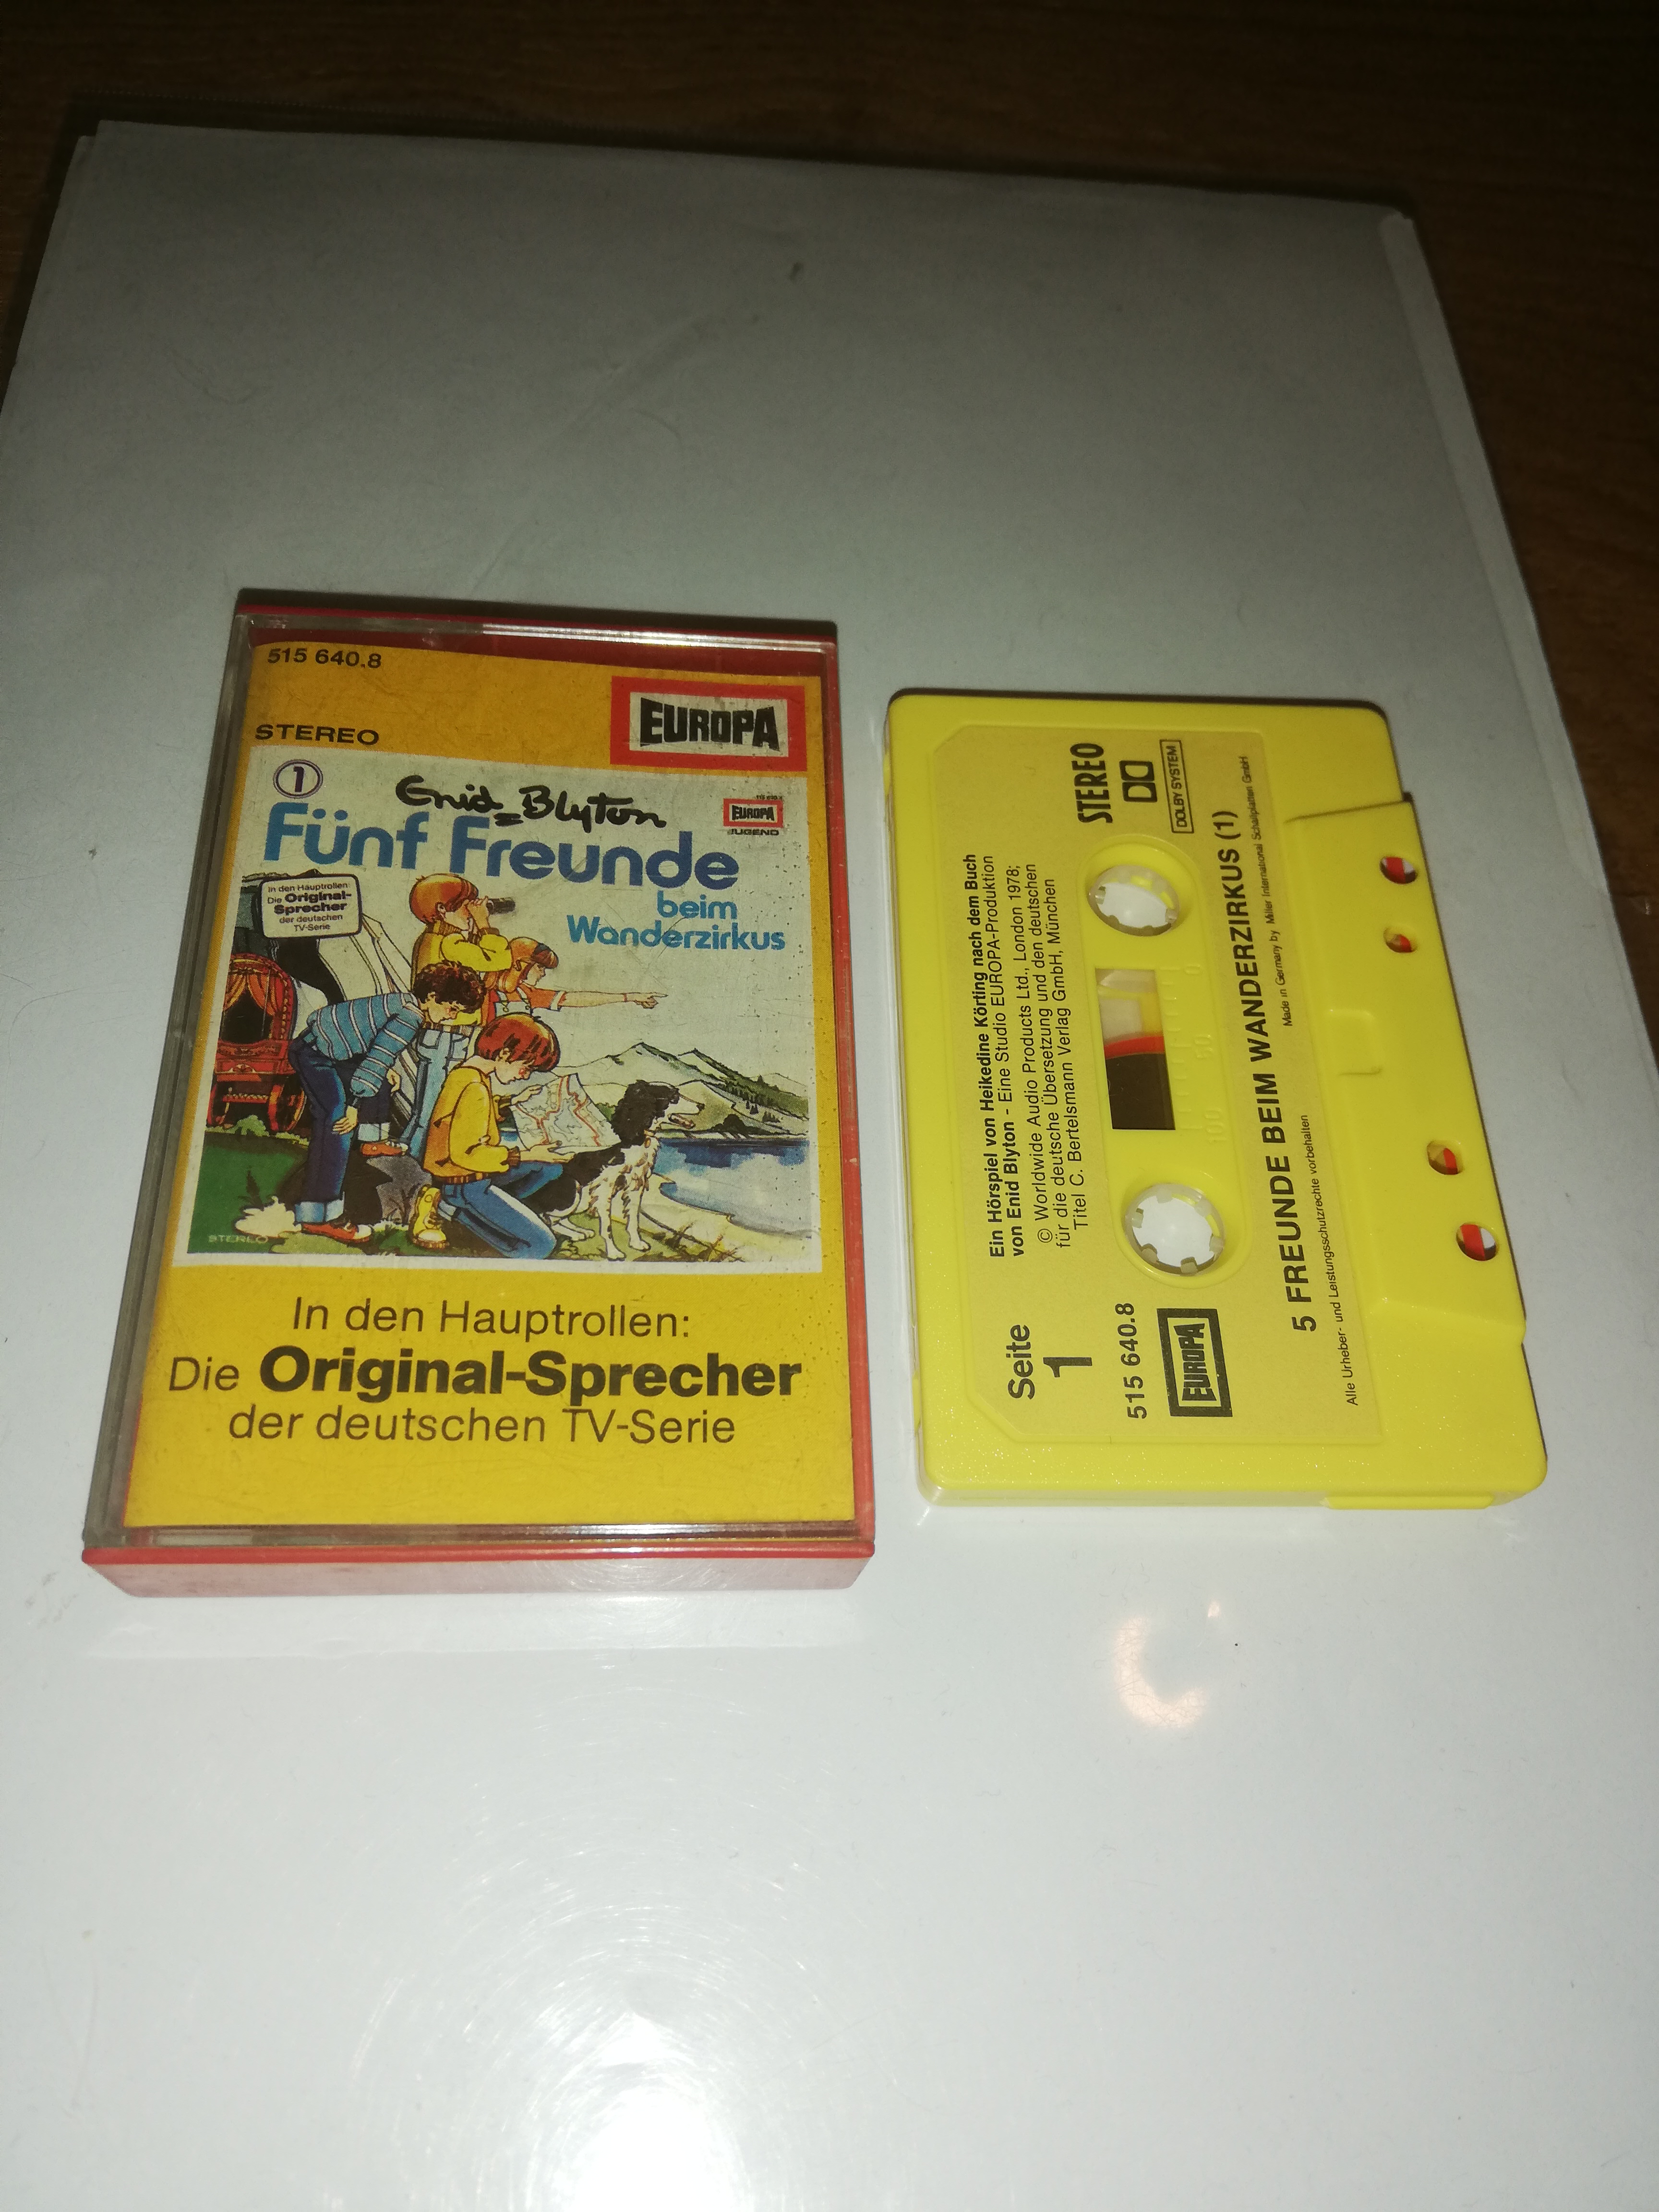 515 640.8
EUROPA
STEREO
1
Enid Blyton
EUROPA
JUGEND
Fünf Freunde
beim
Wanderzirkus
In den Hauptrollen:
Die Original-
Sprecher
der deutschen
TV-Serie
STEREO
In den Hauptrollen:
Die Original-Sprecher
der deutschen TV-Serie
Seite
1
Ein Hörspiel von Heikedine Körting nach dem Buch
von Enid Blyton - Eine Studio EUROPA-Produktion
© Worldwide Audio Products Ltd., London 1978;
für die deutsche Übersetzung und den deutschen
Titel C. Bertelsmann Verlag GmbH, München
STEREO
DOLBY SYSTEM
515 640.8
EUROPA
100 50 0
5 FREUNDE BEIM WANDERZIRKUS (1)
Alle Urheber- und Leistungsschutzrechte vorbehalten
Made in Germany by Miller International Schallplatten GmbH